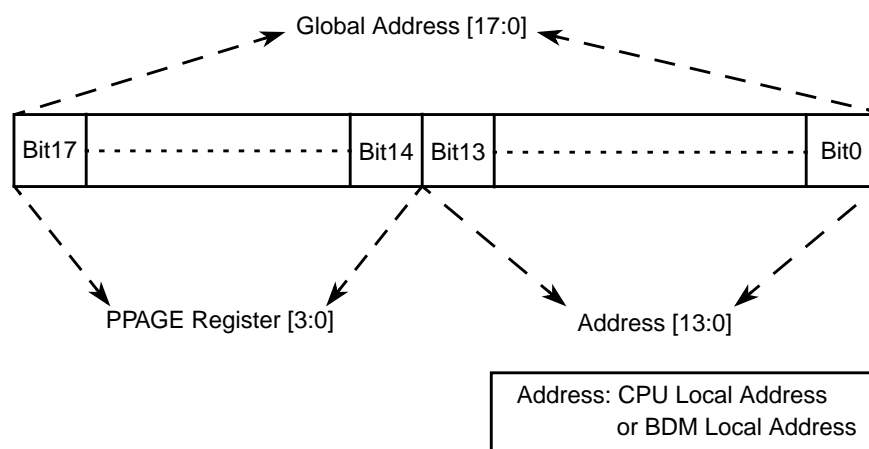 Global Address [17:0]
Bit17 Bit14 Bit13 Bit0
PPAGE Register [3:0]
Address [13:0]
Address: CPU Local Address
or BDM Local Address